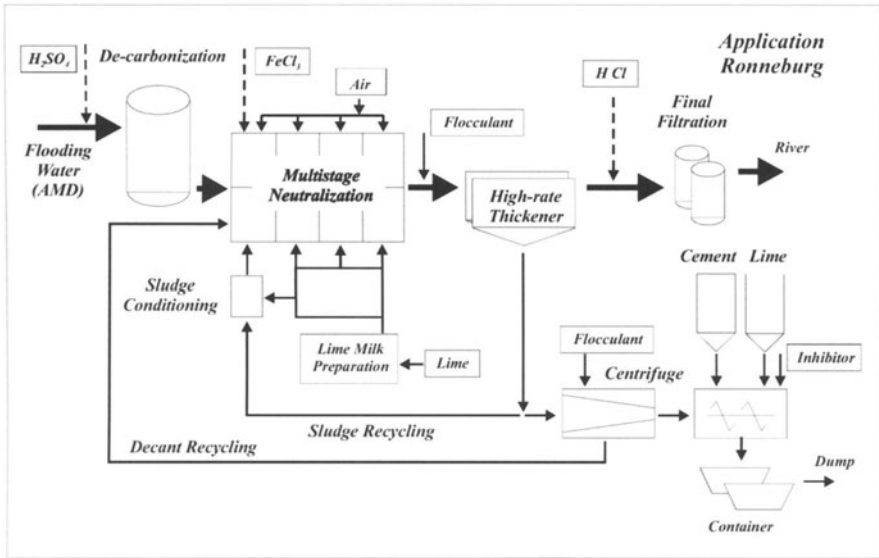 Application
Ronneburg
H₂SO₄
De-carbonization
FeCl₃
Air
H Cl
Final
Filtration
Flocculant
River
Flooding
Water
(AMD)
Multistage
Neutralization
High-rate
Thickener
Cement
Lime
Sludge
Conditioning
Lime Milk
Preparation
Lime
Flocculant
Centrifuge
Inhibitor
Sludge Recycling
Decant Recycling
Dump
Container